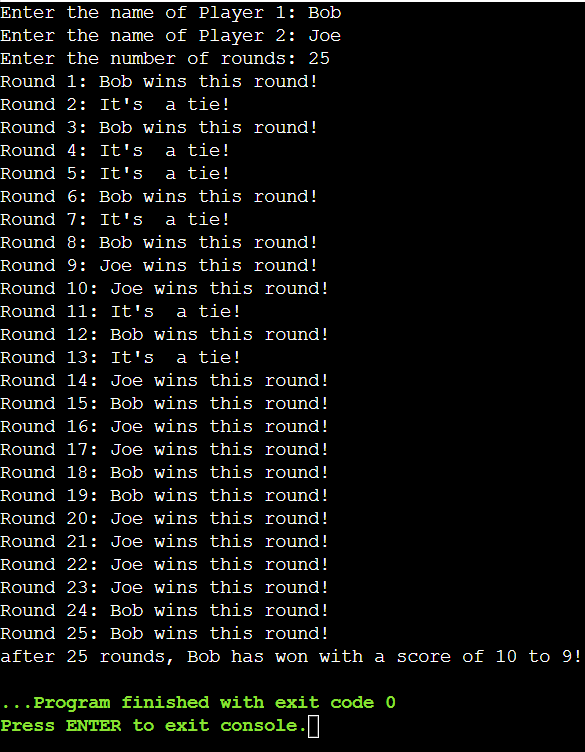 Enter the name of Player 1: Bob
Enter the name of Player 2: Joe
Enter the number of rounds: 25
Round 1: Bob wins this round!
Round 2: It's  a tie!
Round 3: Bob wins this round!
Round 4: It's  a tie!
Round 5: It's  a tie!
Round 6: Bob wins this round!
Round 7: It's  a tie!
Round 8: Bob wins this round!
Round 9: Joe wins this round!
Round 10: Joe wins this round!
Round 11: It's  a tie!
Round 12: Bob wins this round!
Round 13: It's  a tie!
Round 14: Joe wins this round!
Round 15: Bob wins this round!
Round 16: Joe wins this round!
Round 17: Joe wins this round!
Round 18: Bob wins this round!
Round 19: Bob wins this round!
Round 20: Joe wins this round!
Round 21: Joe wins this round!
Round 22: Joe wins this round!
Round 23: Joe wins this round!
Round 24: Bob wins this round!
Round 25: Bob wins this round!
after 25 rounds, Bob has won with a score of 10 to 9!
...Program finished with exit code 0
Press ENTER to exit console.